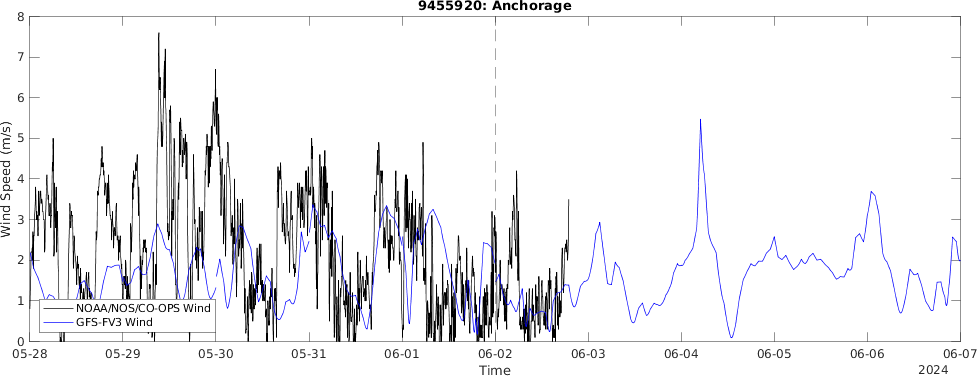 9455920: Anchorage
8
7
6
5
4
3
2
1
0
Wind Speed (m/s)
NOAA/NOS/CO-OPS Wind
GFS-FV3 Wind
05-28 05-29 05-30 05-31 06-01 06-02 06-03 06-04 06-05 06-06 06-07
Time
2024